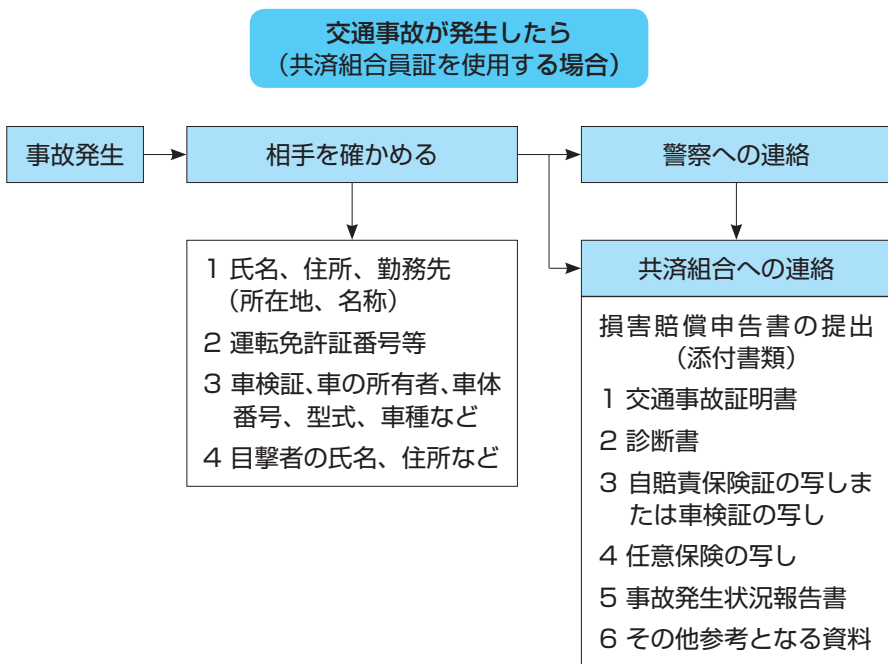 交通事故が発生したら
（共済組合員証を使用する場合）
事故発生
相手を確かめる
警察への連絡
1 氏名、住所、勤務先
（所在地、名称）
2 運転免許証番号等
3 車検証、車の所有者、車体
番号、型式、車種など
4 目撃者の氏名、住所など
共済組合への連絡
損害賠償申告書の提出
（添付書類）
1 交通事故証明書
2 診断書
3 自賠責保険証の写しま
たは車検証の写し
4 任意保険の写し
5 事故発生状況報告書
6 その他参考となる資料